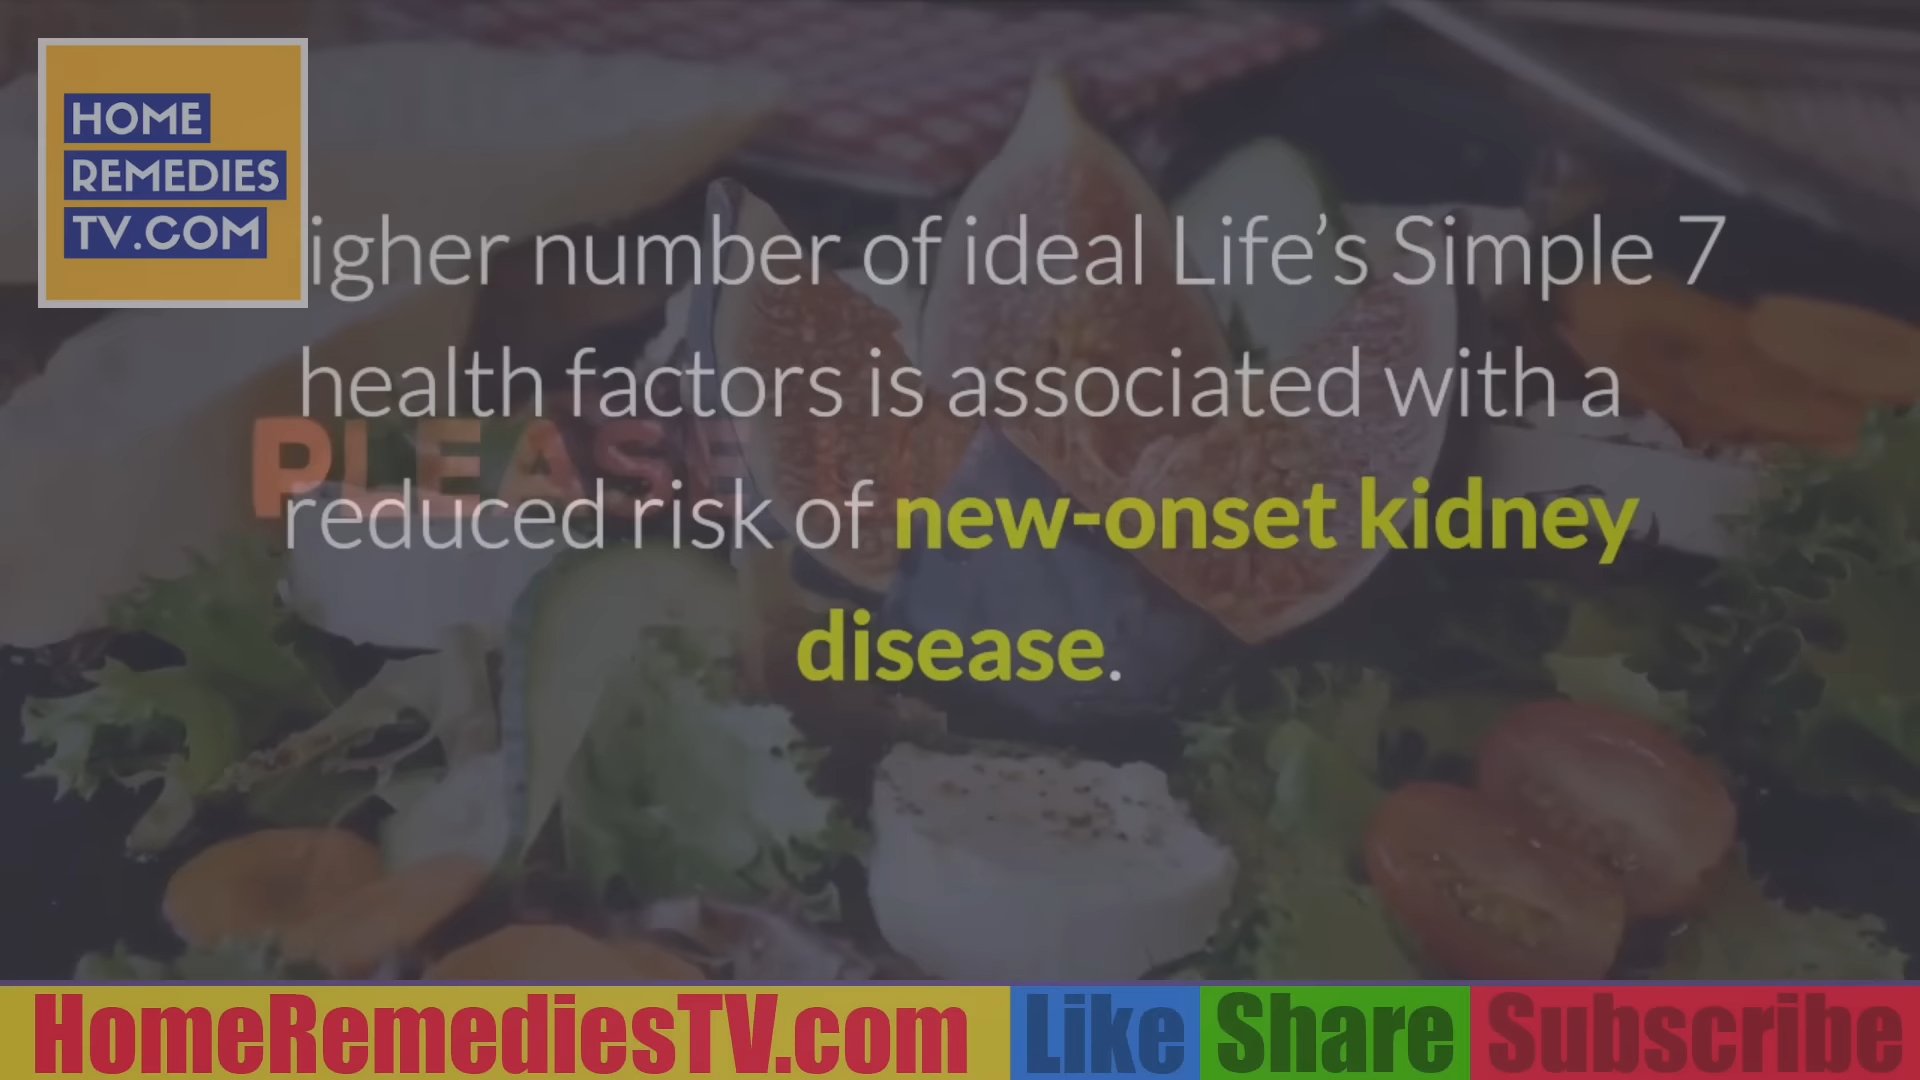 HOME
REMEDIES
TV.COM
igher number of ideal Life’s Simple 7
health factors is associated with a
PLEASE
reduced risk of new-onset kidney
disease.
HomeRemediesTV.com Like Share Subscribe